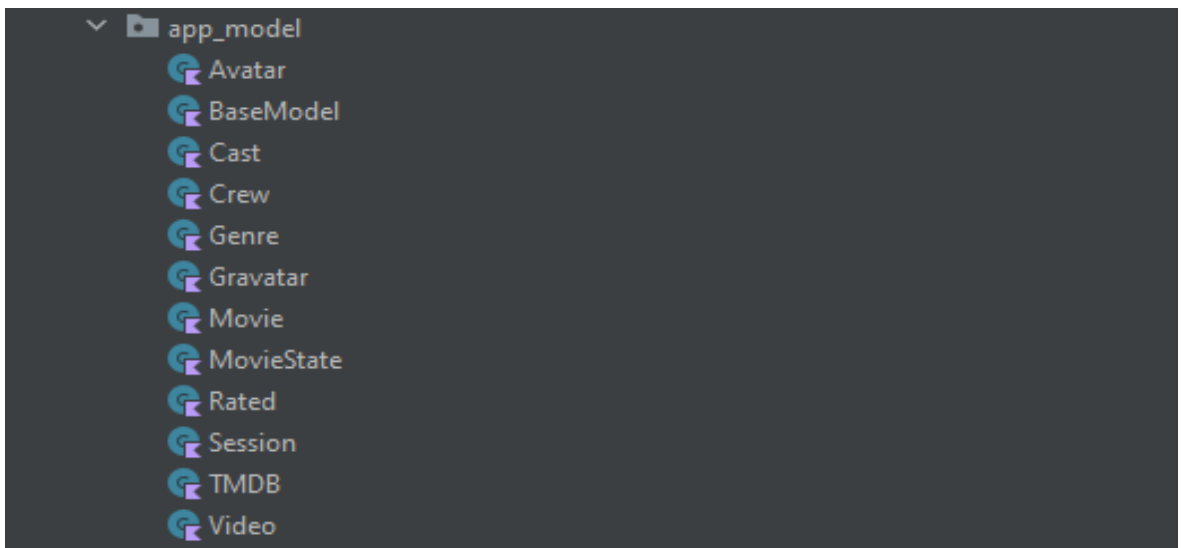 app_model
Avatar
BaseModel
Cast
Crew
Genre
Gravatar
Movie
MovieState
Rated
Session
TMDB
Video